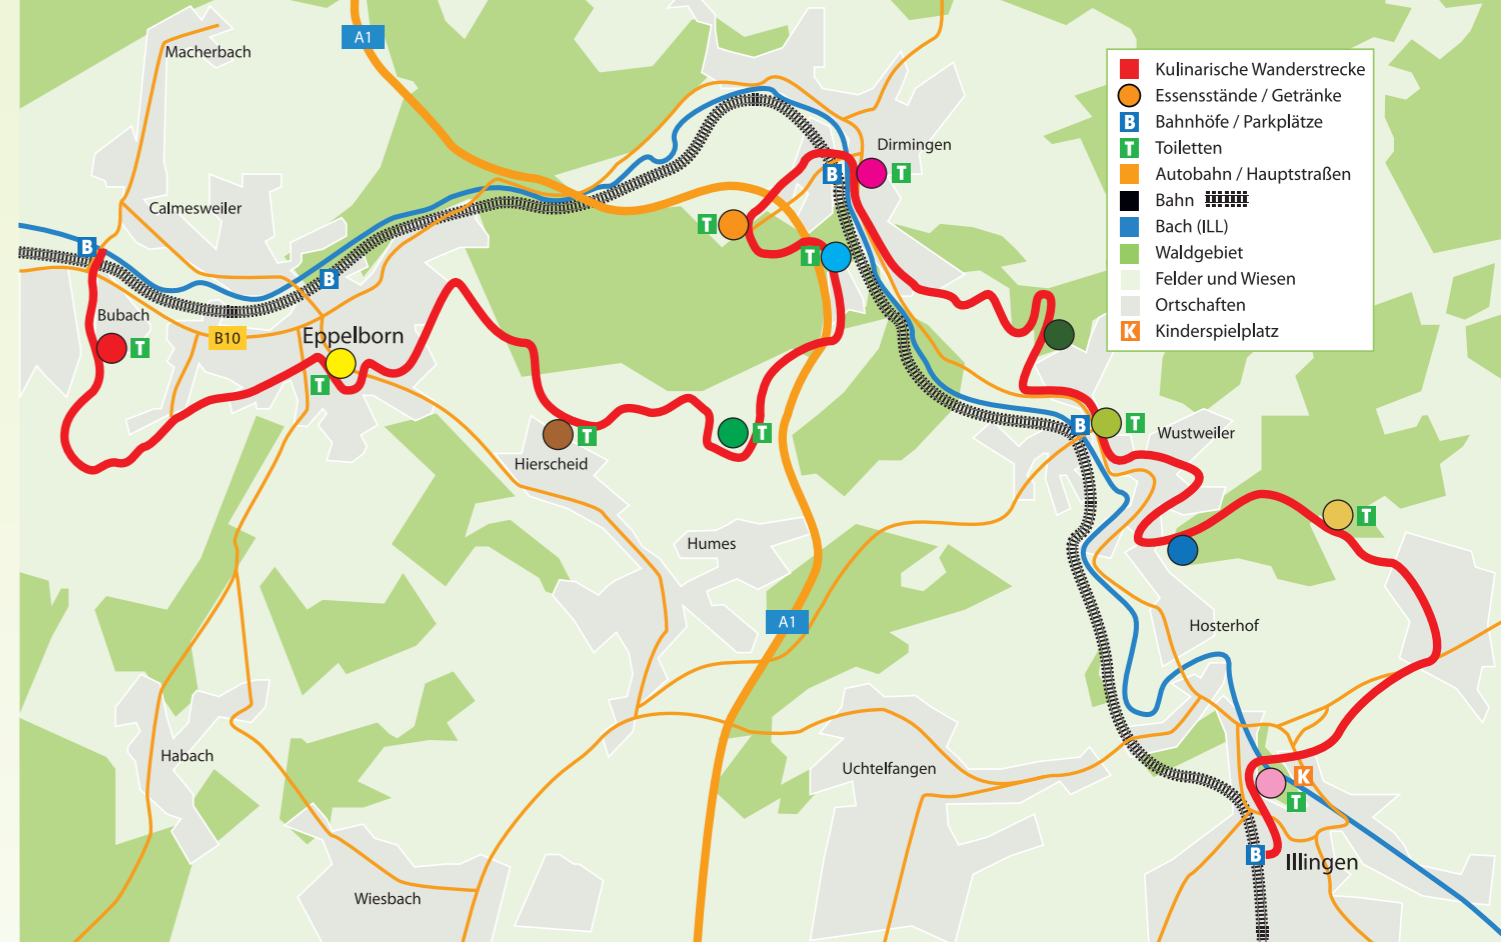 A1
Macherbach
Kulinarische Wanderstrecke
Essensstände / Getränke
B Bahnhöfe / Parkplätze
T Toiletten
Autobahn / Hauptstraßen
Bahn
Bach (ILL)
Waldgebiet
Felder und Wiesen
Ortschaften
K Kinderspielplatz
Dirmingen
B
T
Calmesweiler
T
B
T
B
Bubach
B10
Eppelborn
T
T
B
T
Wustweiler
T
T
Hierscheid
T
Humes
A1
Hosterhof
Habach
Uchtelfangen
K
T
B
Illingen
Wiesbach